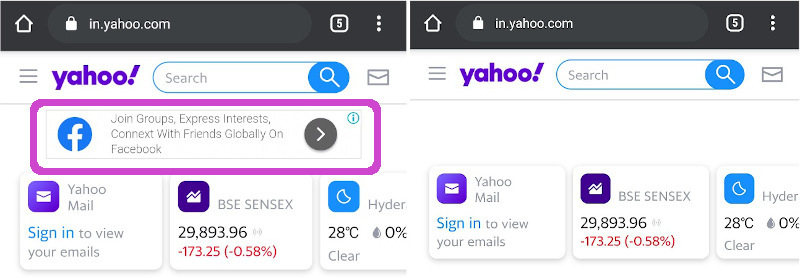 in.yahoo.com
5
yahoo!
Search
Join Groups, Express Interests,
Connext With Friends Globally On
Facebook
Yahoo
Mail
Sign in to view
your emails
BSE SENSEX
29,893.96
-173.25 (-0.58%)
Hyder
28°C 0%
Clear
in.yahoo.com
5
yahoo!
Search
Yahoo
Mail
Sign in to view
your emails
BSE SENSEX
29,893.96
-173.25 (-0.58%)
Hyder
28°C 0%
Clear